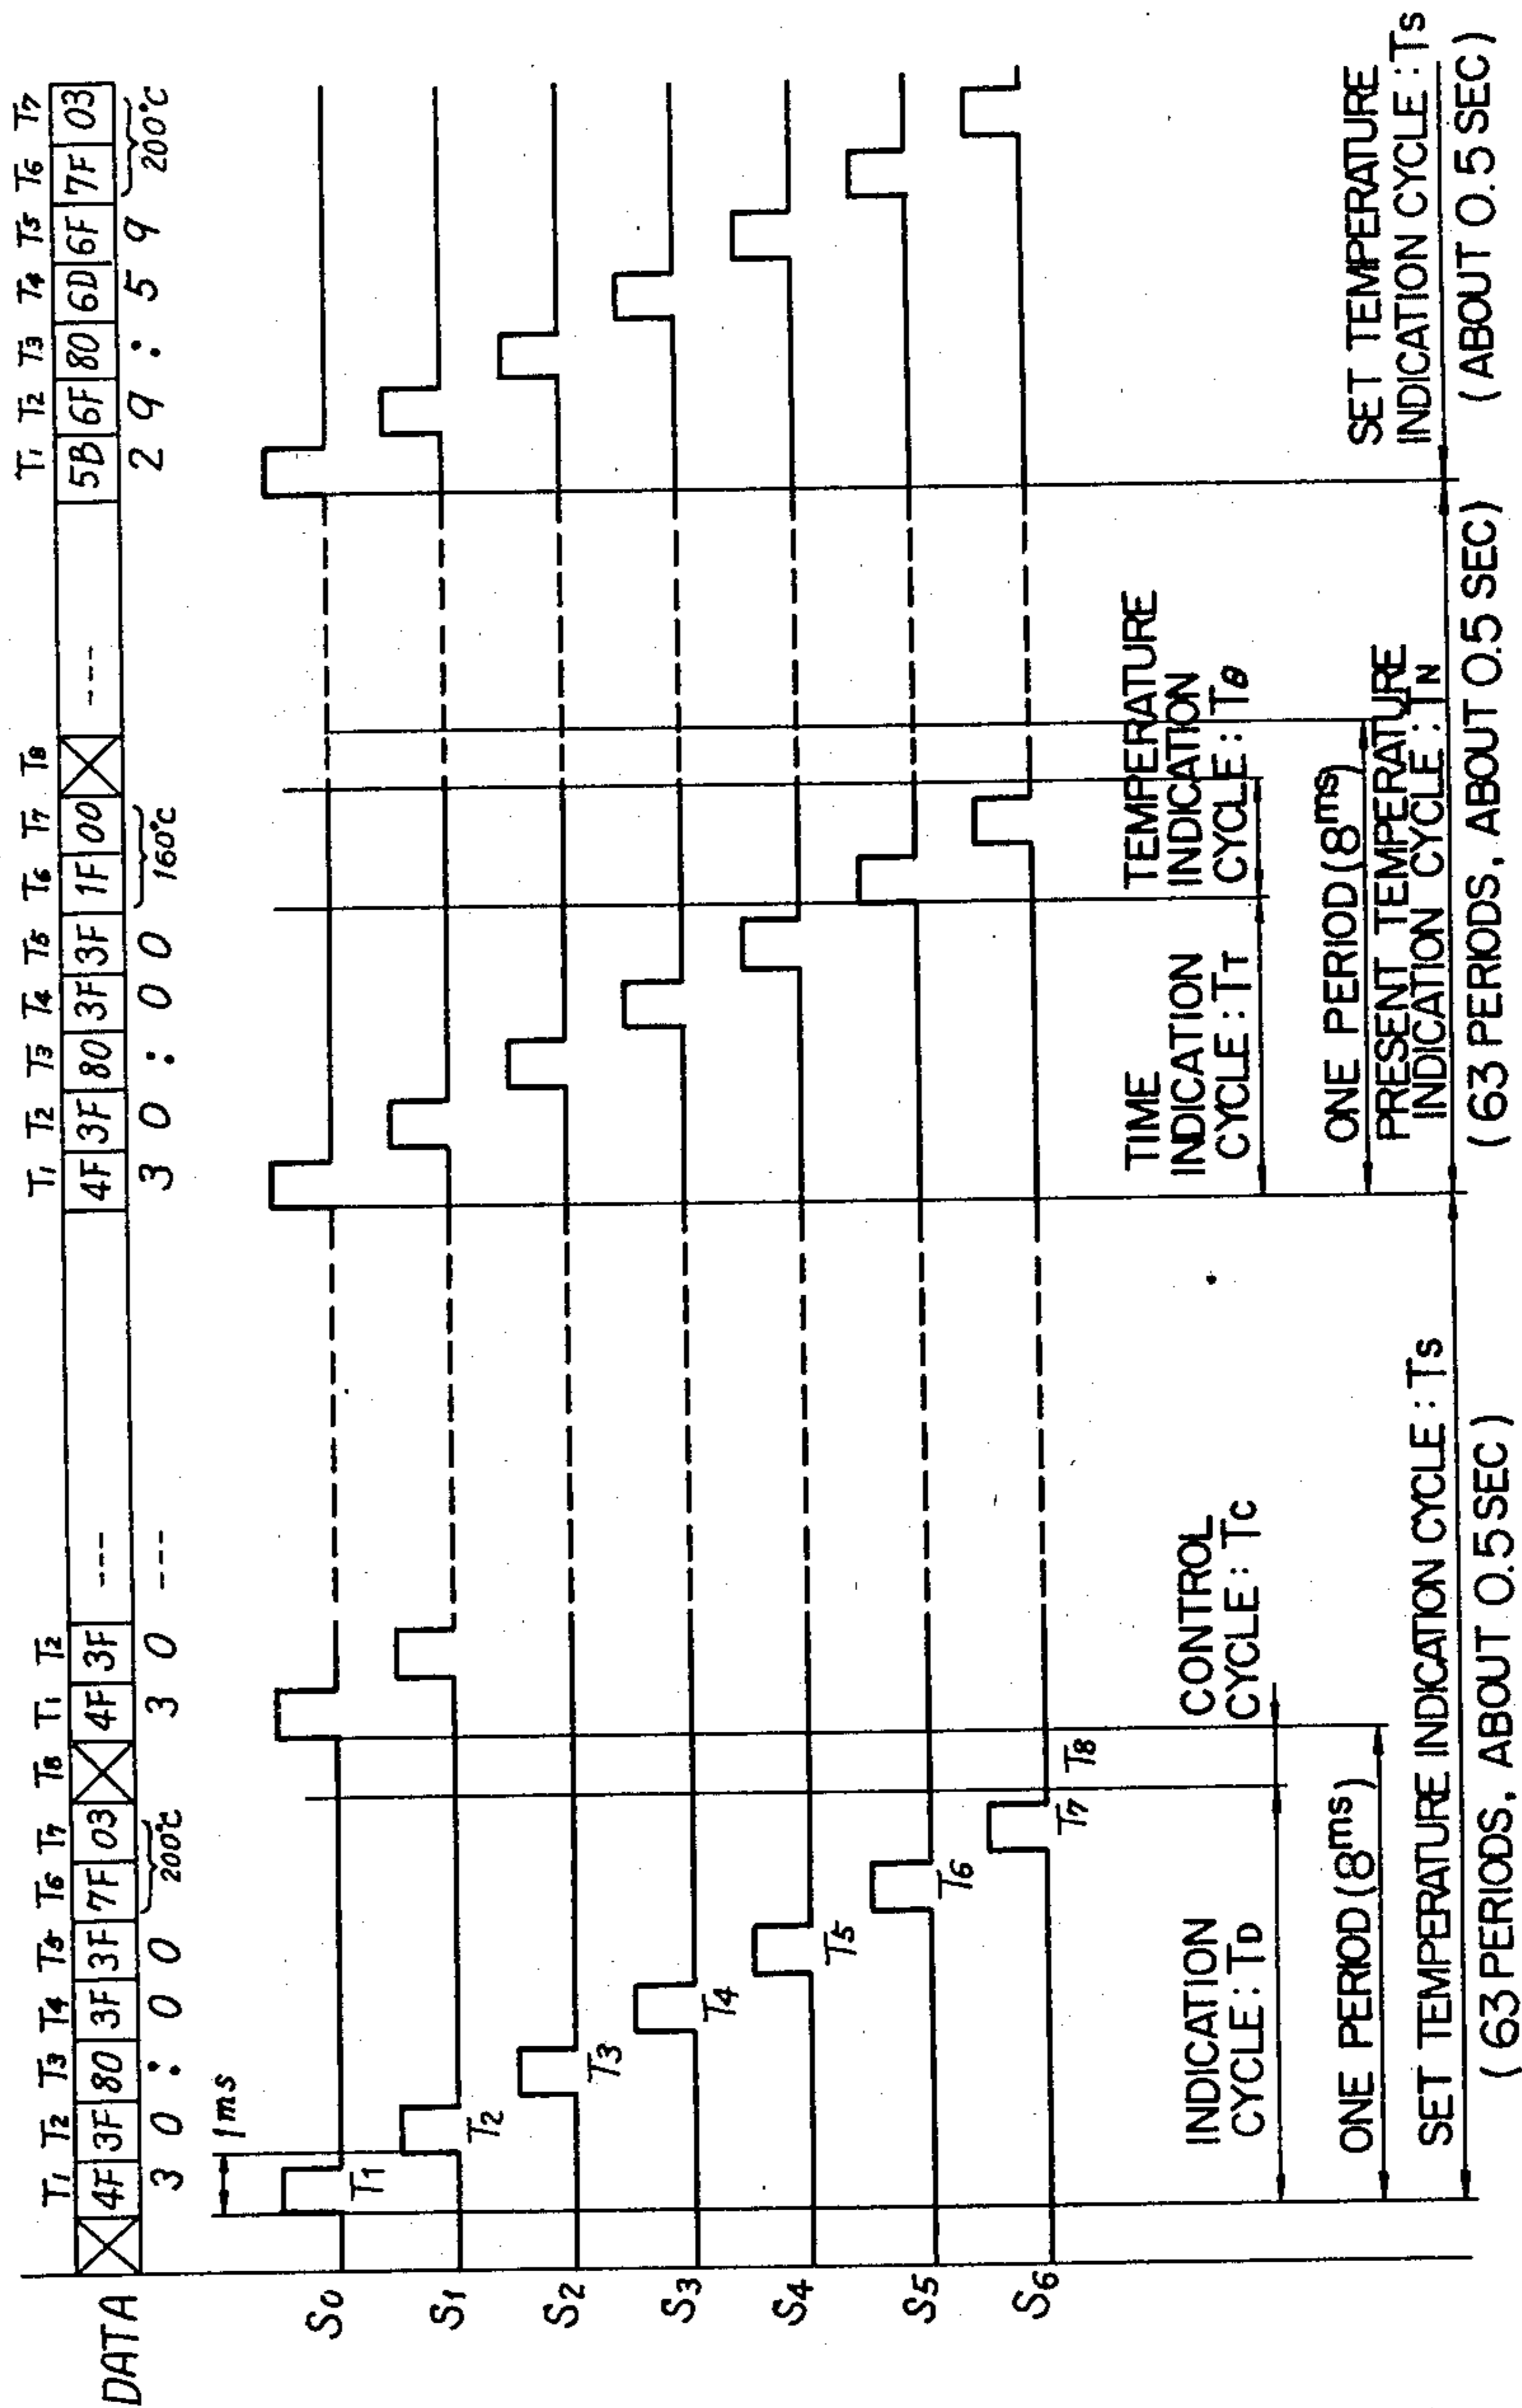 DATA
T1 T2 T3 T4 T5 T6 T7 T8 T1 T2
4F 3F 80 3F 3F 7F 03 4F 3F ---
3 0 : 0 0 200°C 3 0 ---
T1 T2 T3 T4 T5 T6 T7 T8
4F 3F 80 3F 3F 1F 00 ---
3 0 : 0 0 160°C
T1 T2 T3 T4 T5 T6 T7
5B 6F 80 6D 6F 7F 03
2 9 : 5 9 200°C
1ms
S0
T1
S1
T2
S2
T3
S3
T4
S4
T5
S5
T6
S6
T7
T8
INDICATION
CYCLE : TD
CONTROL
CYCLE : TC
TIME
INDICATION
CYCLE : TT
TEMPERATURE
INDICATION
CYCLE : Tθ
ONE PERIOD (8ms)
ONE PERIOD (8ms)
SET TEMPERATURE INDICATION CYCLE : TS
(63 PERIODS, ABOUT 0.5 SEC)
PRESENT TEMPERATURE
INDICATION CYCLE : TN
(63 PERIODS, ABOUT 0.5 SEC)
SET TEMPERATURE
INDICATION CYCLE : TS
(ABOUT 0.5 SEC)